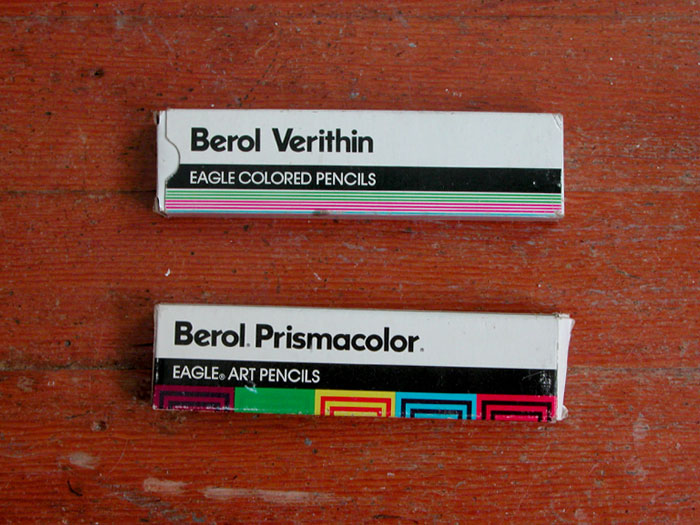 Berol Verithin
EAGLE COLORED PENCILS
Berol® Prismacolor®
EAGLE® ART PENCILS